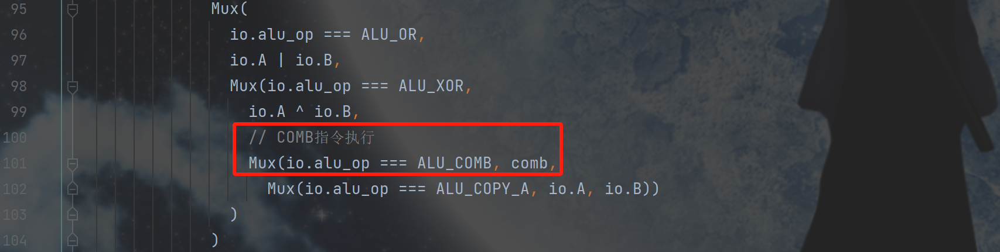 95 Mux(
96 io.alu_op === ALU_OR,
97 io.A | io.B,
98 Mux(io.alu_op === ALU_XOR,
99 io.A ^ io.B,
100 // COMB指令执行
101 Mux(io.alu_op === ALU_COMB, comb,
102 Mux(io.alu_op === ALU_COPY_A, io.A, io.B))
103 )
104 )